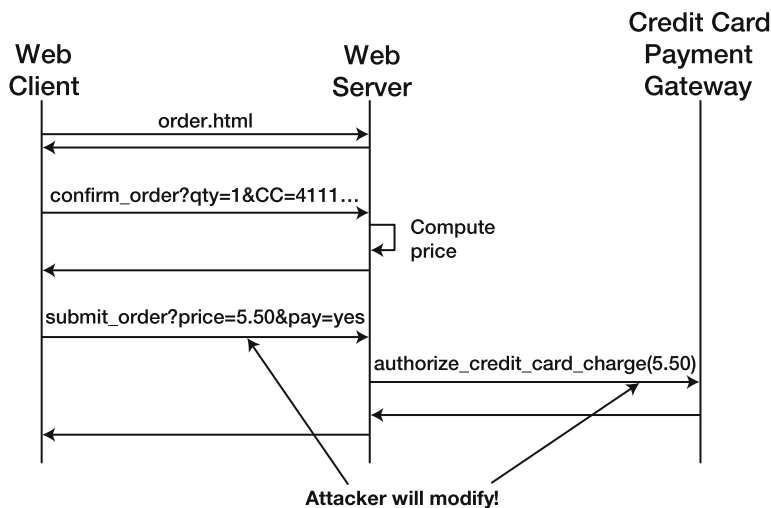 Web
Client
Web
Server
Credit Card
Payment
Gateway
order.html
confirm_order?qty=1&CC=4111...
Compute
price
submit_order?price=5.50&pay=yes
authorize_credit_card_charge(5.50)
Attacker will modify!